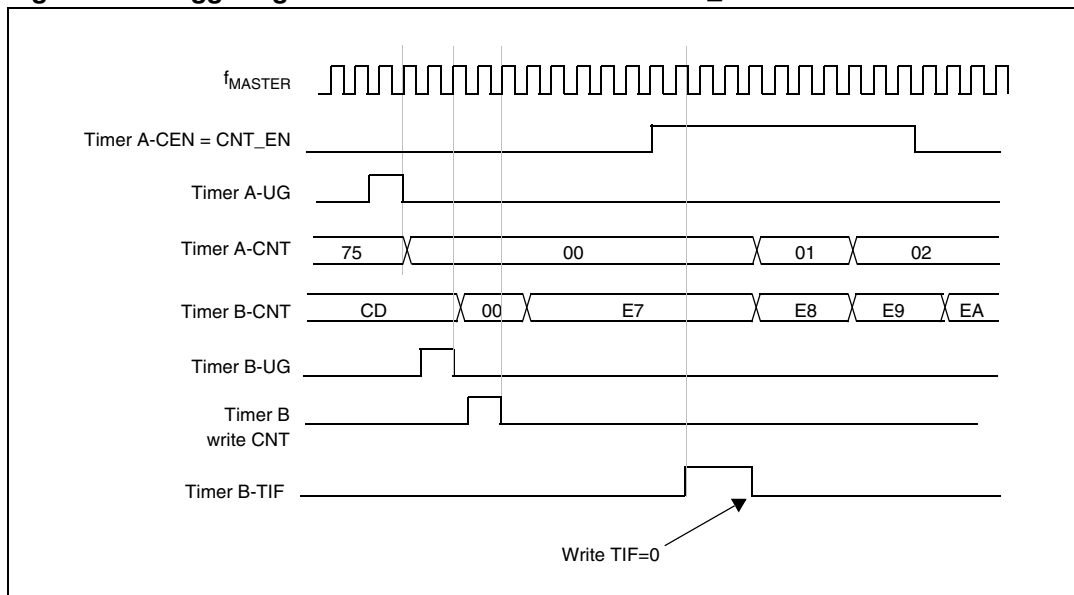 fMASTER
Timer A-CEN = CNT_EN
Timer A-UG
Timer A-CNT 75 00 01 02
Timer B-CNT CD 00 E7 E8 E9 EA
Timer B-UG
Timer B
write CNT
Timer B-TIF
Write TIF=0